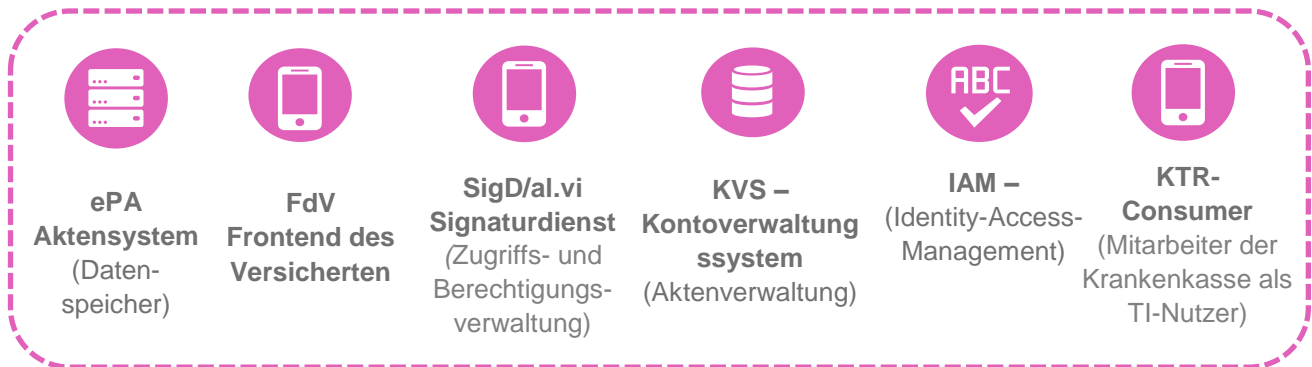 ABC
ePA
Aktensystem
(Daten-
speicher)
FdV
Frontend des
Versicherten
SigD/al.vi
Signaturdienst
(Zugriffs- und
Berechtigungs-
verwaltung)
KVS –
Kontoverwaltung
ssystem
(Aktenverwaltung)
IAM –
(Identity-Access-
Management)
KTR-
Consumer
(Mitarbeiter der
Krankenkasse als
TI-Nutzer)